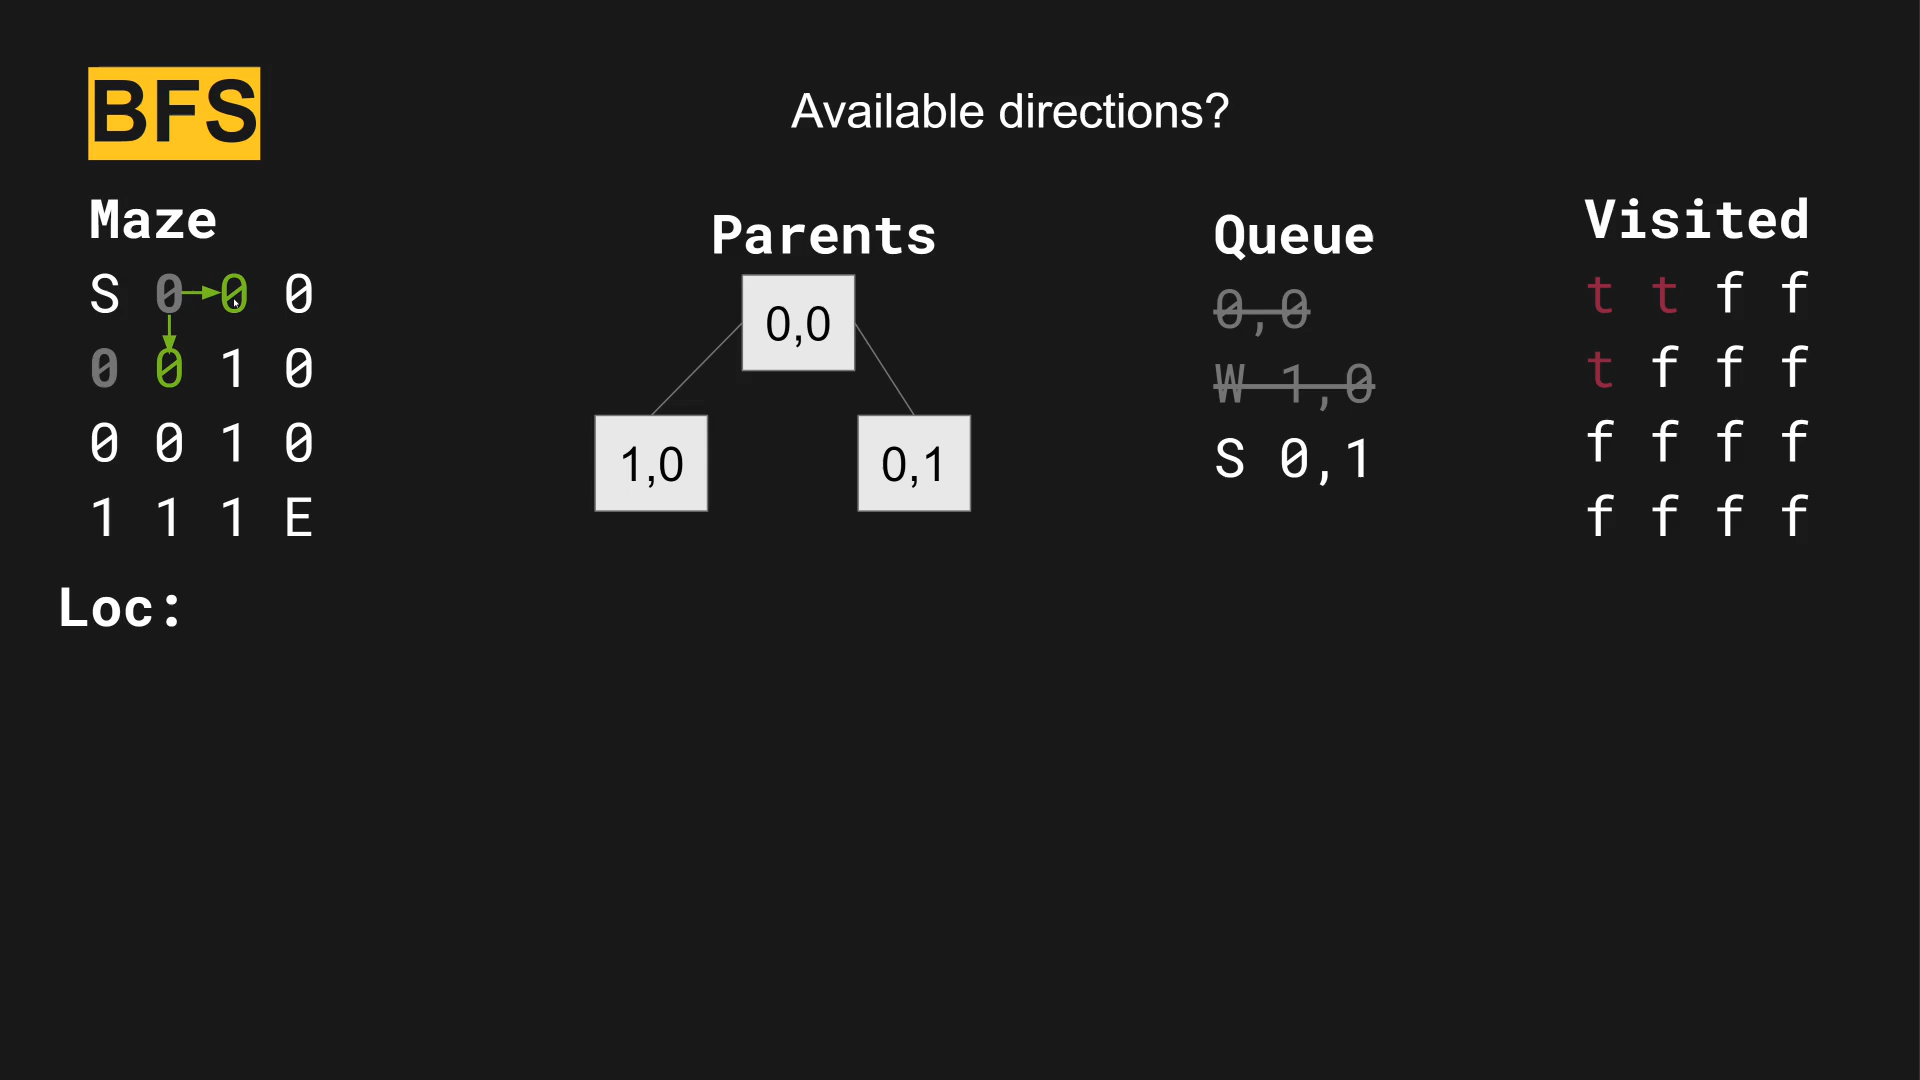 BFS
Available directions?
Maze
S 0 0 0
0 0 1 0
0 0 1 0
1 1 1 E
Loc:
Parents
0,0
1,0 0,1
Queue
0,0
W 1,0
S 0,1
Visited
t t f f
t f f f
f f f f
f f f f